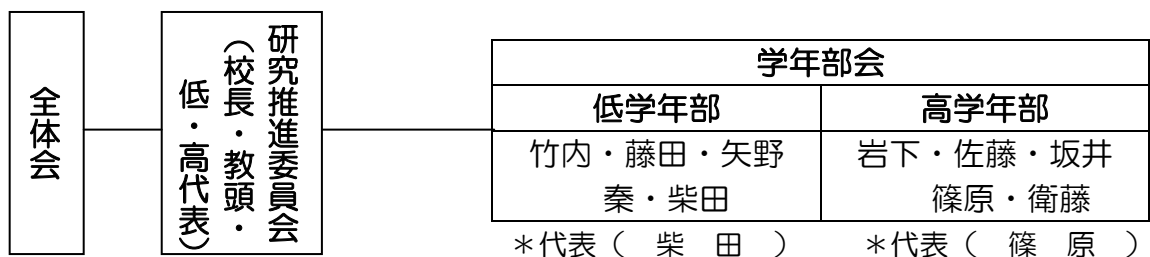 全体会
研究推進委員会
（校長・教頭・
低・高代表）
学年部会
低学年部
高学年部
竹内・藤田・矢野
秦・柴田
岩下・佐藤・坂井
篠原・衛藤
＊代表（　柴　田　）
＊代表（　篠　原　）